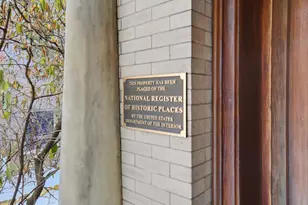 THIS PROPERTY HAS BEEN
PLACED ON THE
NATIONAL REGISTER
OF HISTORIC PLACES
BY THE UNITED STATES
DEPARTMENT OF THE INTERIOR